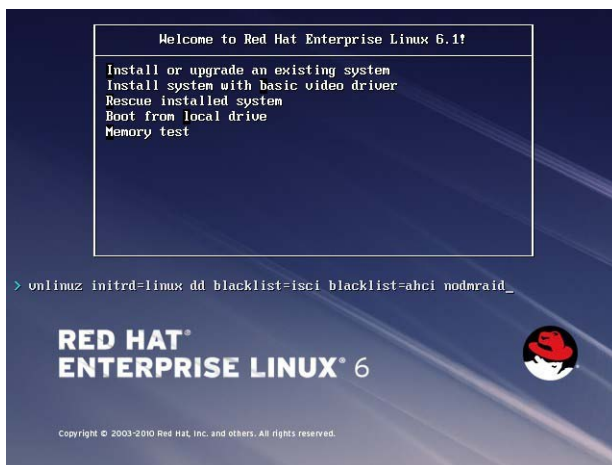 Welcome to Red Hat Enterprise Linux 6.1!
Install or upgrade an existing system
Install system with basic video driver
Rescue installed system
Boot from local drive
Memory test
> vmlinuz initrd=linux dd blacklist=isci blacklist=ahci nodmraid_
RED HAT®
ENTERPRISE LINUX® 6
Copyright © 2003-2010 Red Hat, Inc. and others. All rights reserved.